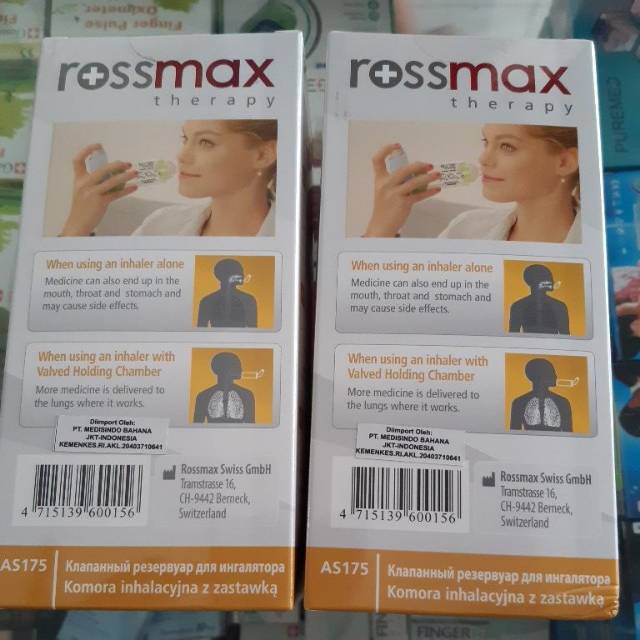 Oximeter
Finger Pulse
PUREMED
rossmax
therapy
When using an inhaler alone
Medicine can also end up in the
mouth, throat and stomach and
may cause side effects.
When using an inhaler with
Valved Holding Chamber
More medicine is delivered to
the lungs where it works.
Diimport Oleh:
PT. MEDISINDO BAHANA
JKT-INDONESIA
KEMENKES.RI.AKL.20403710641
4 715139 600156
Rossmax Swiss GmbH
Tramstrasse 16,
CH-9442 Berneck,
Switzerland
AS175
Клапанный резервуар для ингалятора
Komora inhalacyjna z zastawką
rossmax
therapy
When using an inhaler alone
Medicine can also end up in the
mouth, throat and stomach and
may cause side effects.
When using an inhaler with
Valved Holding Chamber
More medicine is delivered to
the lungs where it works.
Diimport Oleh:
PT. MEDISINDO BAHANA
JKT-INDONESIA
KEMENKES.RI.AKL.20403710641
4 715139 600156
Rossmax Swiss GmbH
Tramstrasse 16,
CH-9442 Berneck,
Switzerland
AS175
Клапанный резервуар для ингалятора
Komora inhalacyjna z zastawką
FINGER